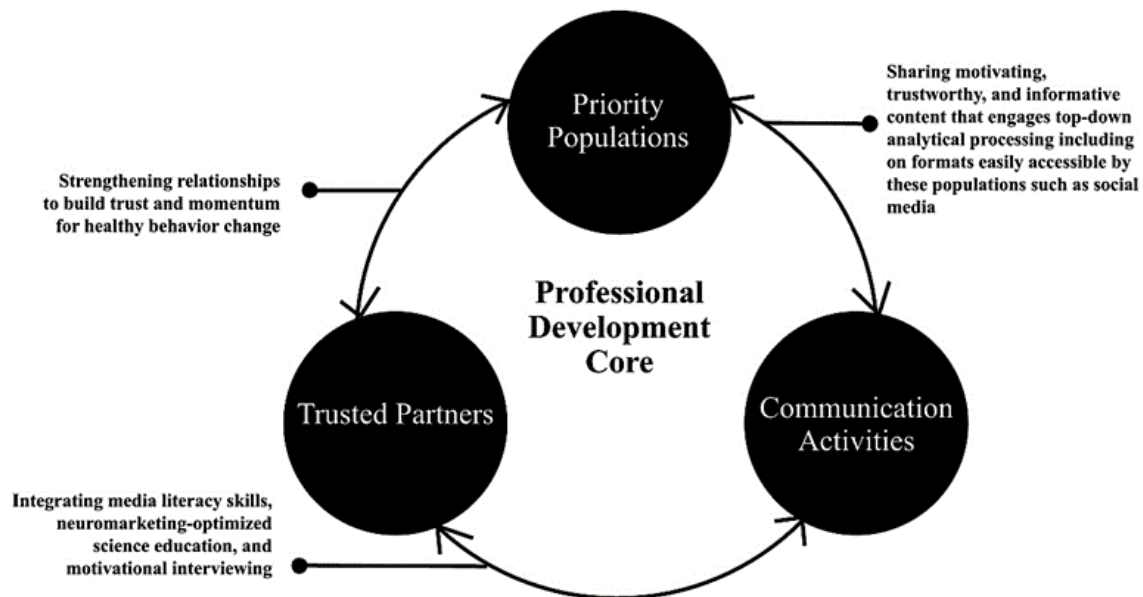 Priority
Populations
Sharing motivating,
trustworthy, and informative
content that engages top-down
analytical processing including
on formats easily accessible by
these populations such as social
media
Strengthening relationships
to build trust and momentum
for healthy behavior change
Professional
Development
Core
Trusted Partners
Communication
Activities
Integrating media literacy skills,
neuromarketing-optimized
science education, and
motivational interviewing